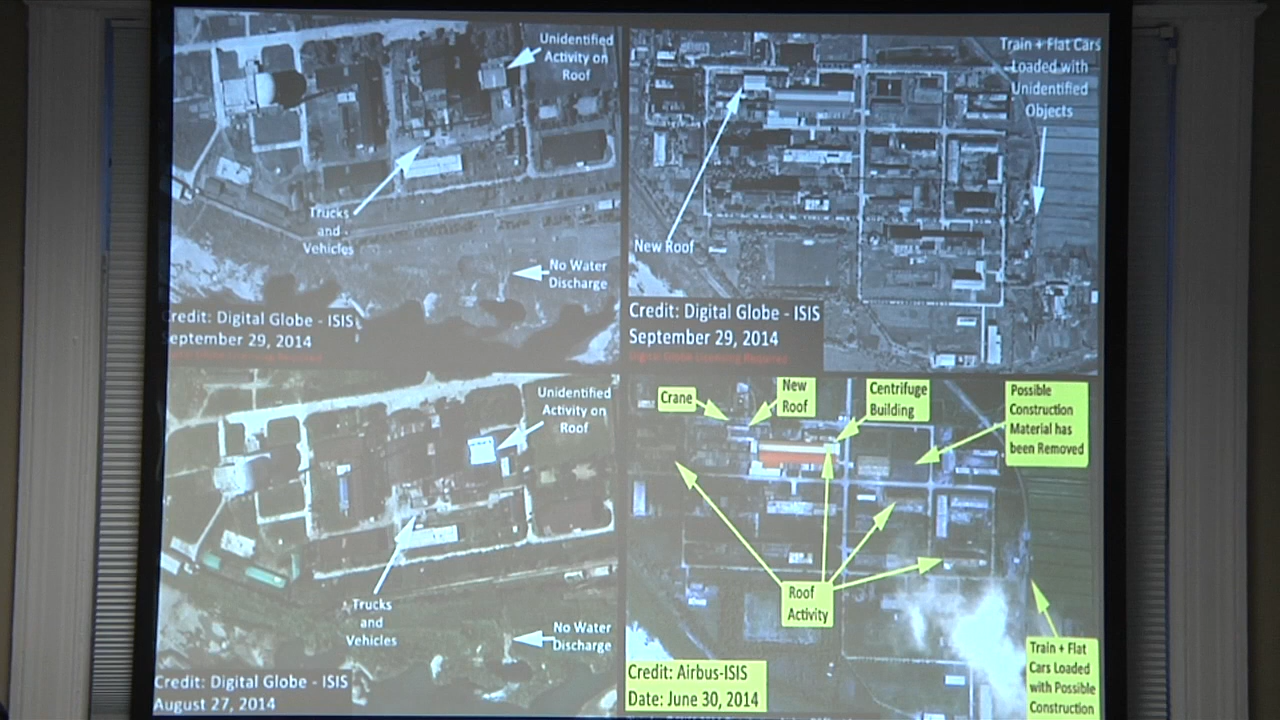 Unidentified
Activity on
Roof
Trucks
and
Vehicles
No Water
Discharge
Credit: Digital Globe - ISIS
September 29, 2014
Digital Globe Licensing Required
Train + Flat Cars
Loaded with
Unidentified
Objects
New Roof
Credit: Digital Globe - ISIS
September 29, 2014
Digital Globe Licensing Required
Unidentified
Activity on
Roof
Trucks
and
Vehicles
No Water
Discharge
Credit: Digital Globe - ISIS
August 27, 2014
Crane
New
Roof
Centrifuge
Building
Possible
Construction
Material has
been Removed
Roof
Activity
Train + Flat
Cars Loaded
with Possible
Construction
Credit: Airbus-ISIS
Date: June 30, 2014